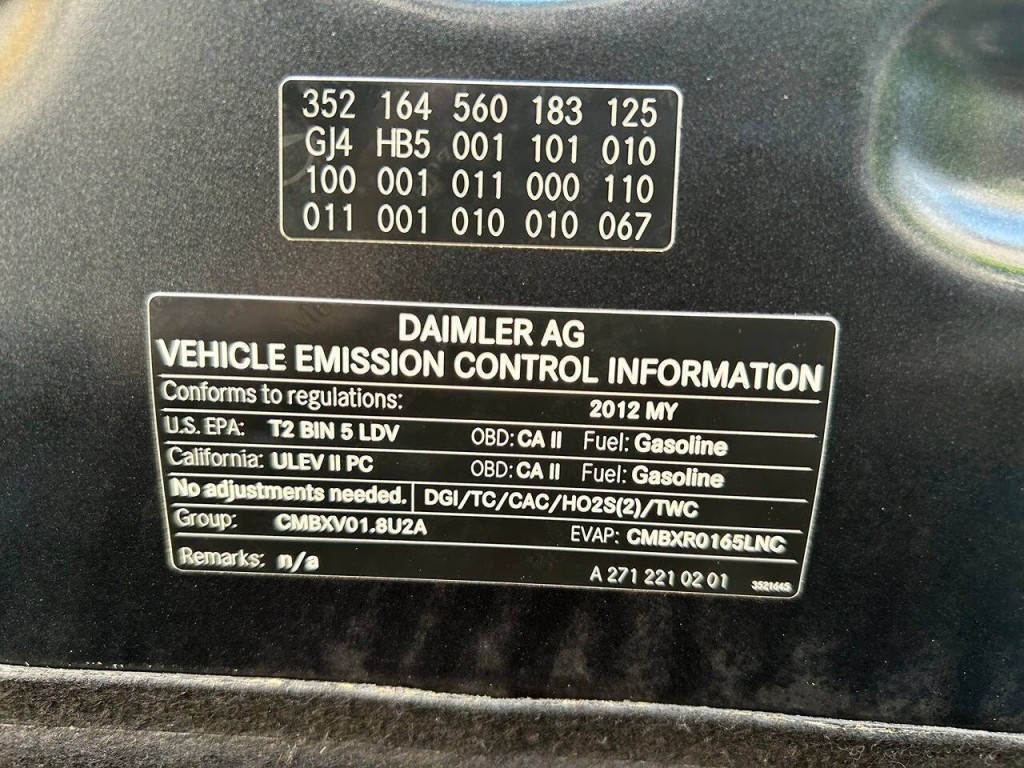 352 164 560 183 125
GJ4 HB5 001 101 010
100 001 011 000 110
011 001 010 010 067
DAIMLER AG
VEHICLE EMISSION CONTROL INFORMATION
Conforms to regulations: 2012 MY
U.S. EPA: T2 BIN 5 LDV OBD: CA II Fuel: Gasoline
California: ULEV II PC OBD: CA II Fuel: Gasoline
No adjustments needed. DGI/TC/CAC/HO2S(2)/TWC
Group: CMBXV01.8U2A EVAP: CMBXR0165LNC
Remarks: n/a A 271 221 02 01